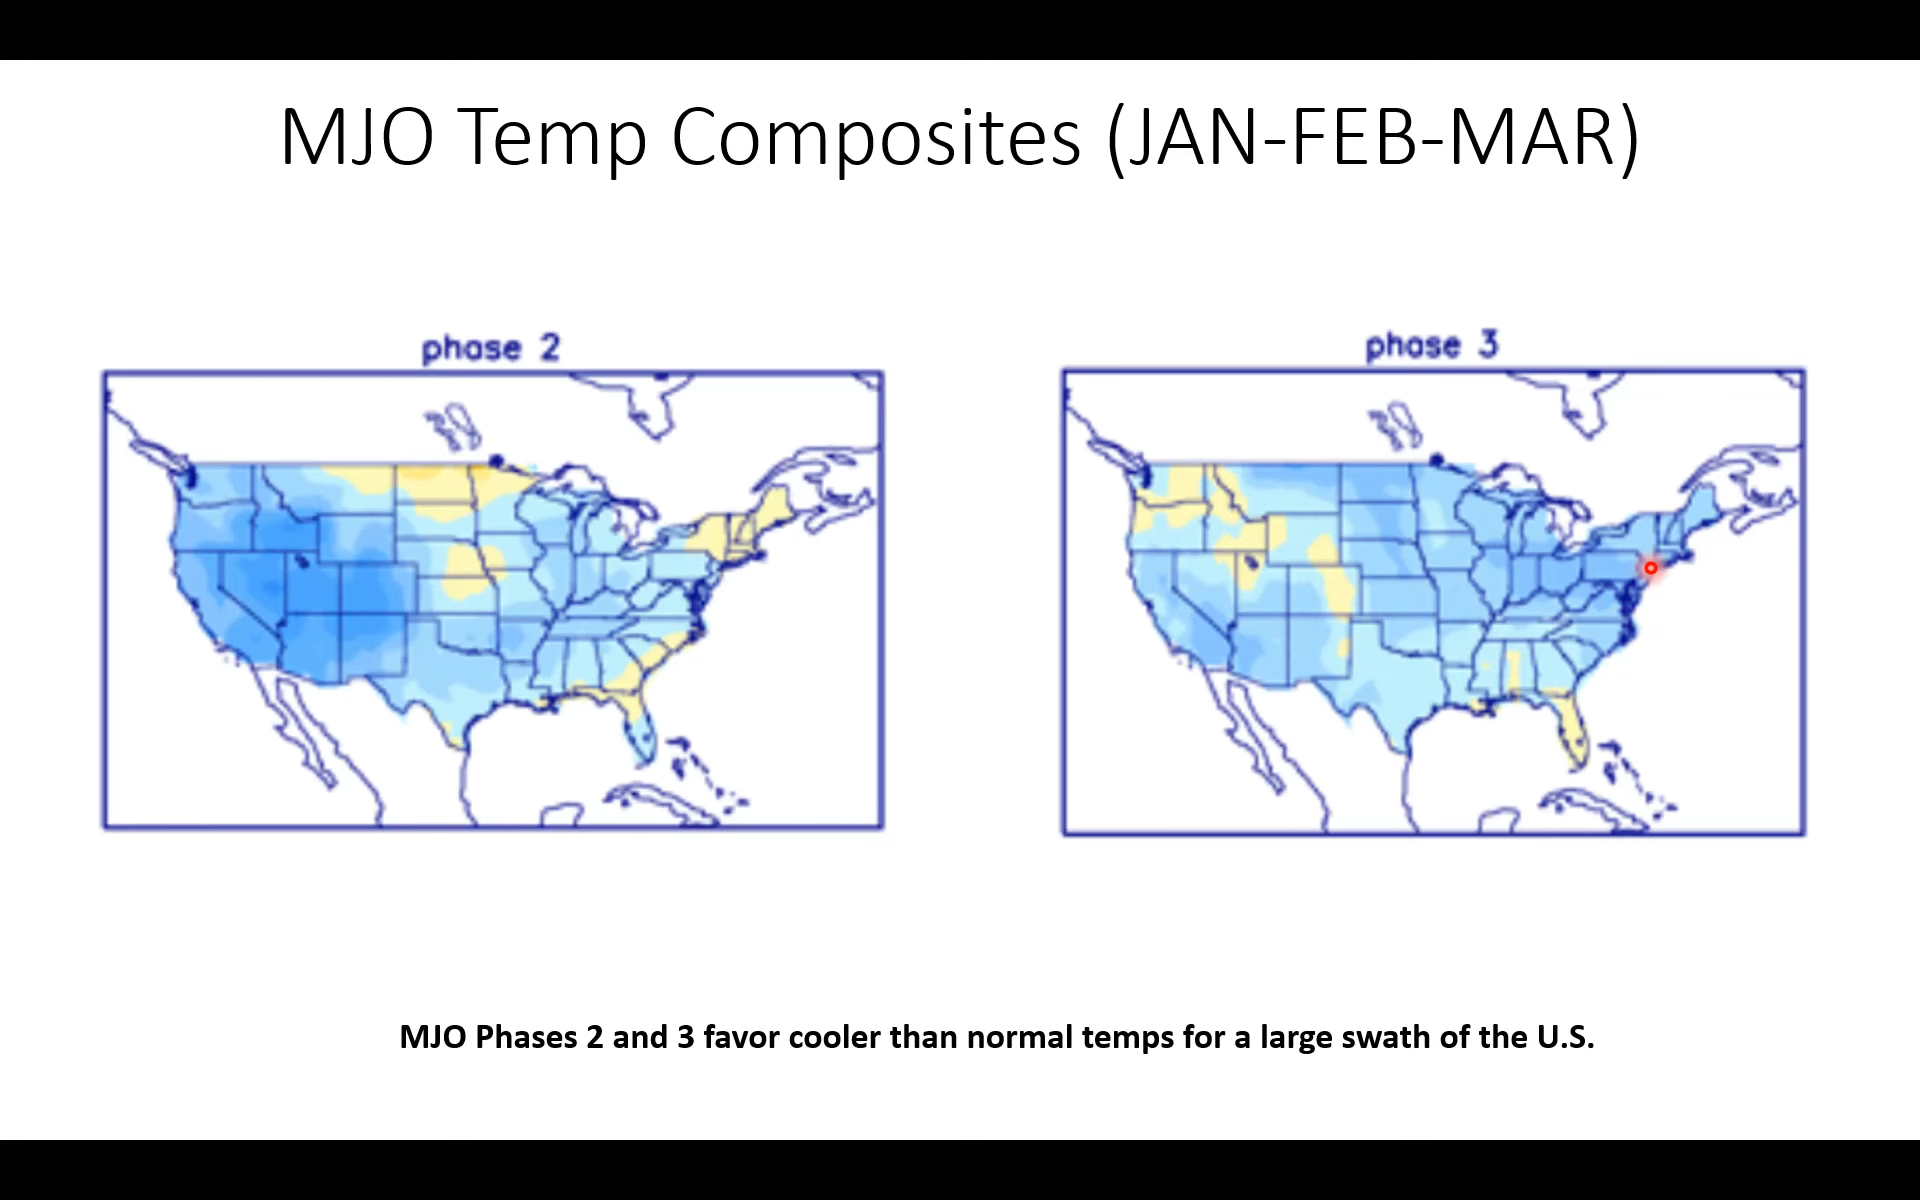 MJO Temp Composites (JAN-FEB-MAR)
phase 2
phase 3
MJO Phases 2 and 3 favor cooler than normal temps for a large swath of the U.S.